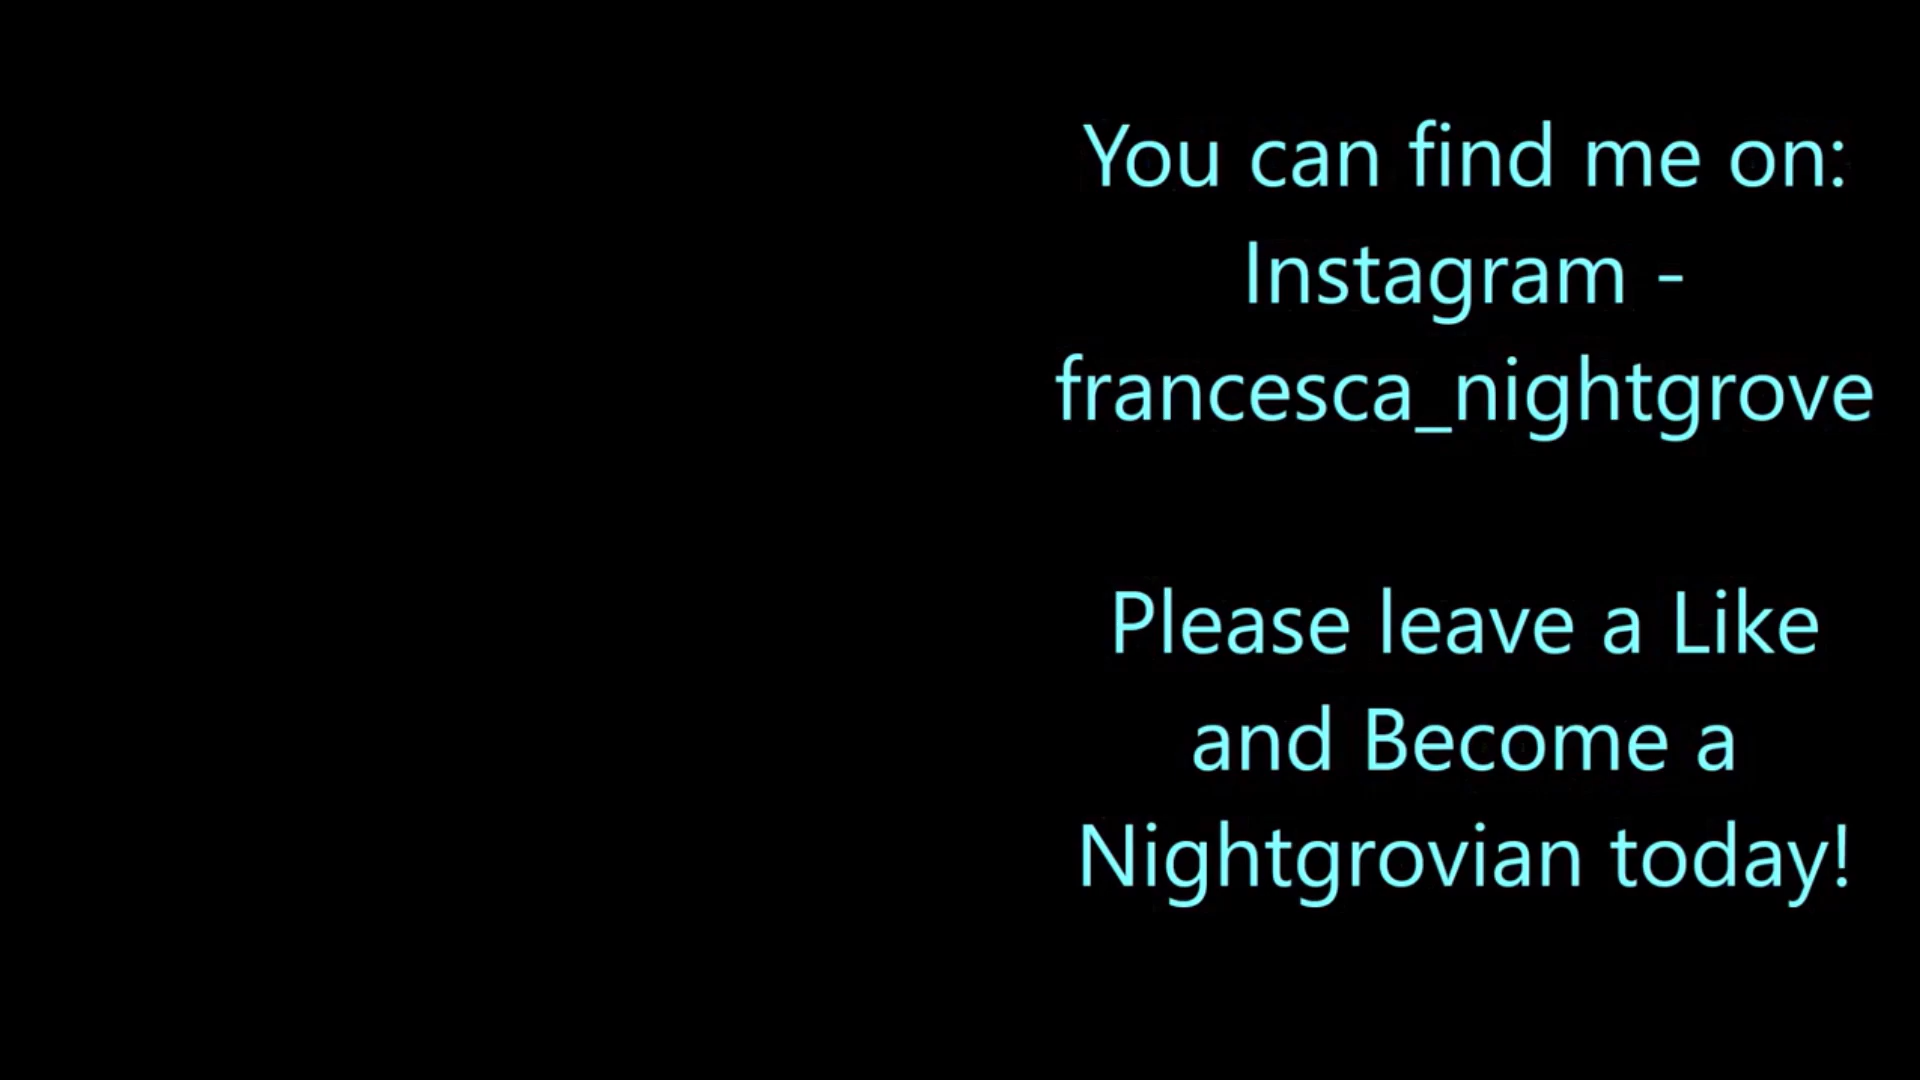 You can find me on:
Instagram -
francesca_nightgrove
Please leave a Like
and Become a
Nightgrovian today!